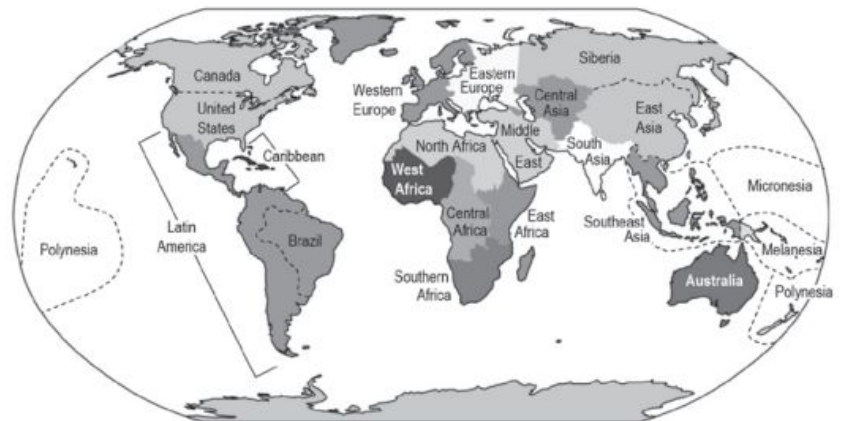 Canada
United
States
Caribbean
Latin
America
Brazil
Polynesia
Western
Europe
Eastern
Europe
Siberia
Central
Asia
East
Asia
Middle
East
South
Asia
North Africa
West
Africa
Central
Africa
East
Africa
Southern
Africa
Southeast
Asia
Micronesia
Melanesia
Australia
Polynesia